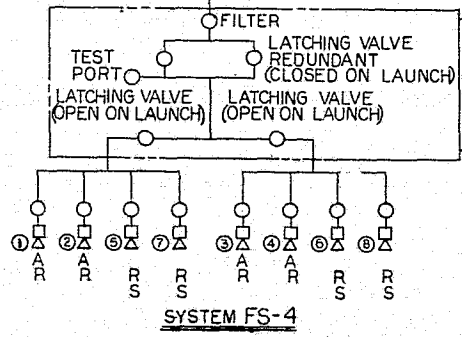 FILTER
LATCHING VALVE
REDUNDANT
(CLOSED ON LAUNCH)
TEST
PORT
LATCHING VALVE
(OPEN ON LAUNCH)
LATCHING VALVE
(OPEN ON LAUNCH)
1 2 5 7 3 4 6 8
A A R R A A R R
R R S S R R S S
SYSTEM FS-4